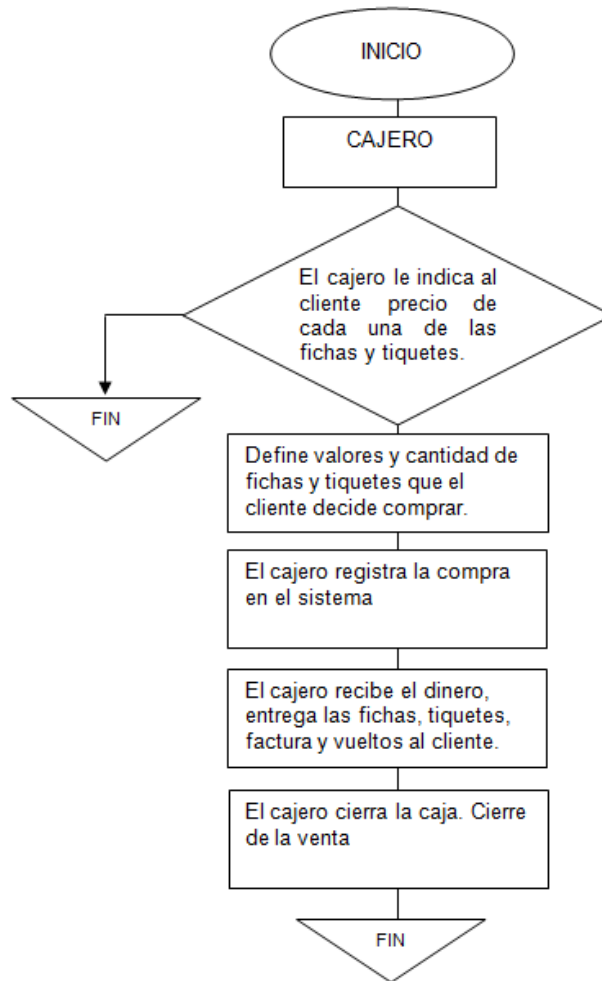 INICIO
CAJERO
El cajero le indica al
cliente precio de
cada una de las
fichas y tiquetes.
FIN
Define valores y cantidad de
fichas y tiquetes que el
cliente decide comprar.
El cajero registra la compra
en el sistema
El cajero recibe el dinero,
entrega las fichas, tiquetes,
factura y vueltos al cliente.
El cajero cierra la caja. Cierre
de la venta
FIN